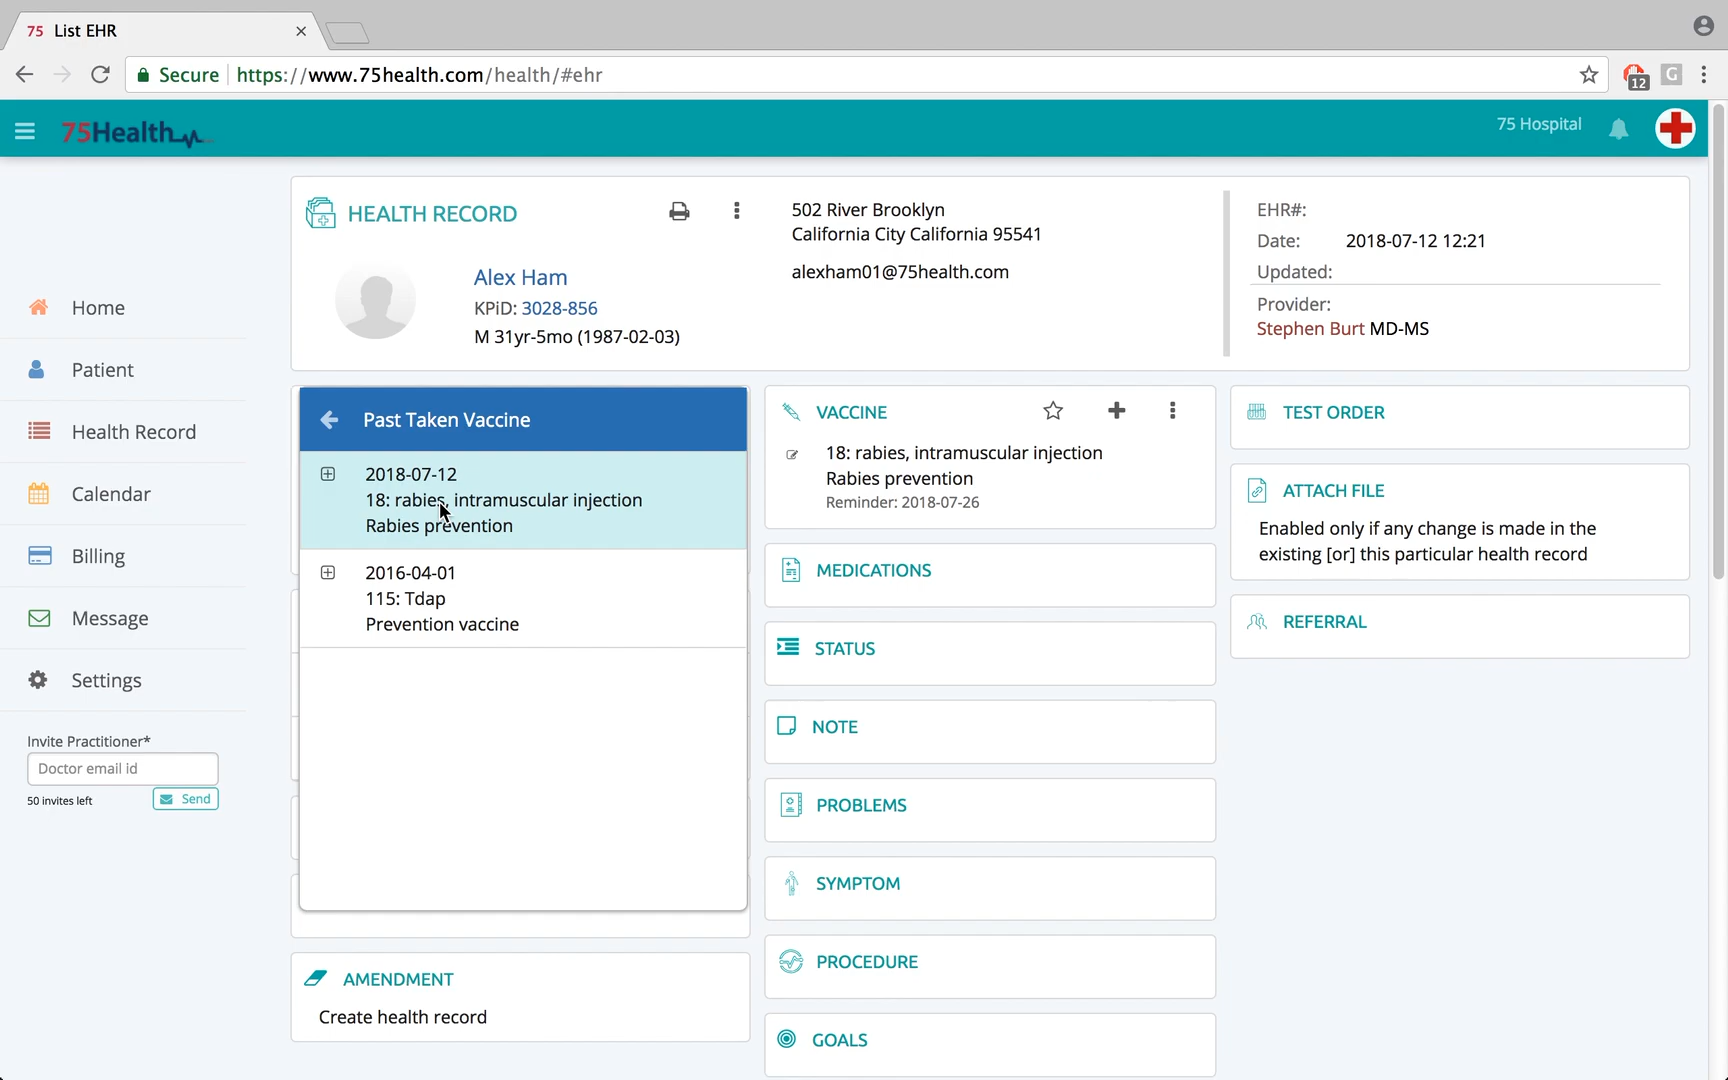 75 List EHR
Secure https://www.75health.com/health/#ehr
12
G
75Health
75 Hospital
Home
Patient
Health Record
Calendar
Billing
Message
Settings
Invite Practitioner*
Doctor email id
50 invites left
Send
HEALTH RECORD
Alex Ham
KPiD: 3028-856
M 31yr-5mo (1987-02-03)
502 River Brooklyn
California City California 95541
alexham01@75health.com
EHR#:
Date: 2018-07-12 12:21
Updated:
Provider:
Stephen Burt MD-MS
Past Taken Vaccine
2018-07-12
18: rabies, intramuscular injection
Rabies prevention
2016-04-01
115: Tdap
Prevention vaccine
AMENDMENT
Create health record
VACCINE
18: rabies, intramuscular injection
Rabies prevention
Reminder: 2018-07-26
MEDICATIONS
STATUS
NOTE
PROBLEMS
SYMPTOM
PROCEDURE
GOALS
TEST ORDER
ATTACH FILE
Enabled only if any change is made in the
existing [or] this particular health record
REFERRAL